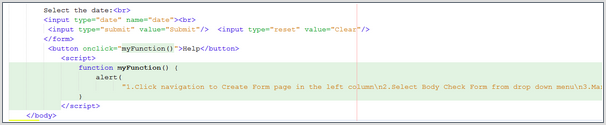 Select the date:<br>
<input type="date" name="date"><br>
<input type="submit" value="Submit"/>  <input type="reset" value="Clear"/>
</form>
<button onclick="myFunction()">Help</button>
<script>
function myFunction() {
alert(
"1.Click navigation to Create Form page in the left column\n2.Select Body Check Form from drop down menu\n3.Ma
)
</script>
</body>